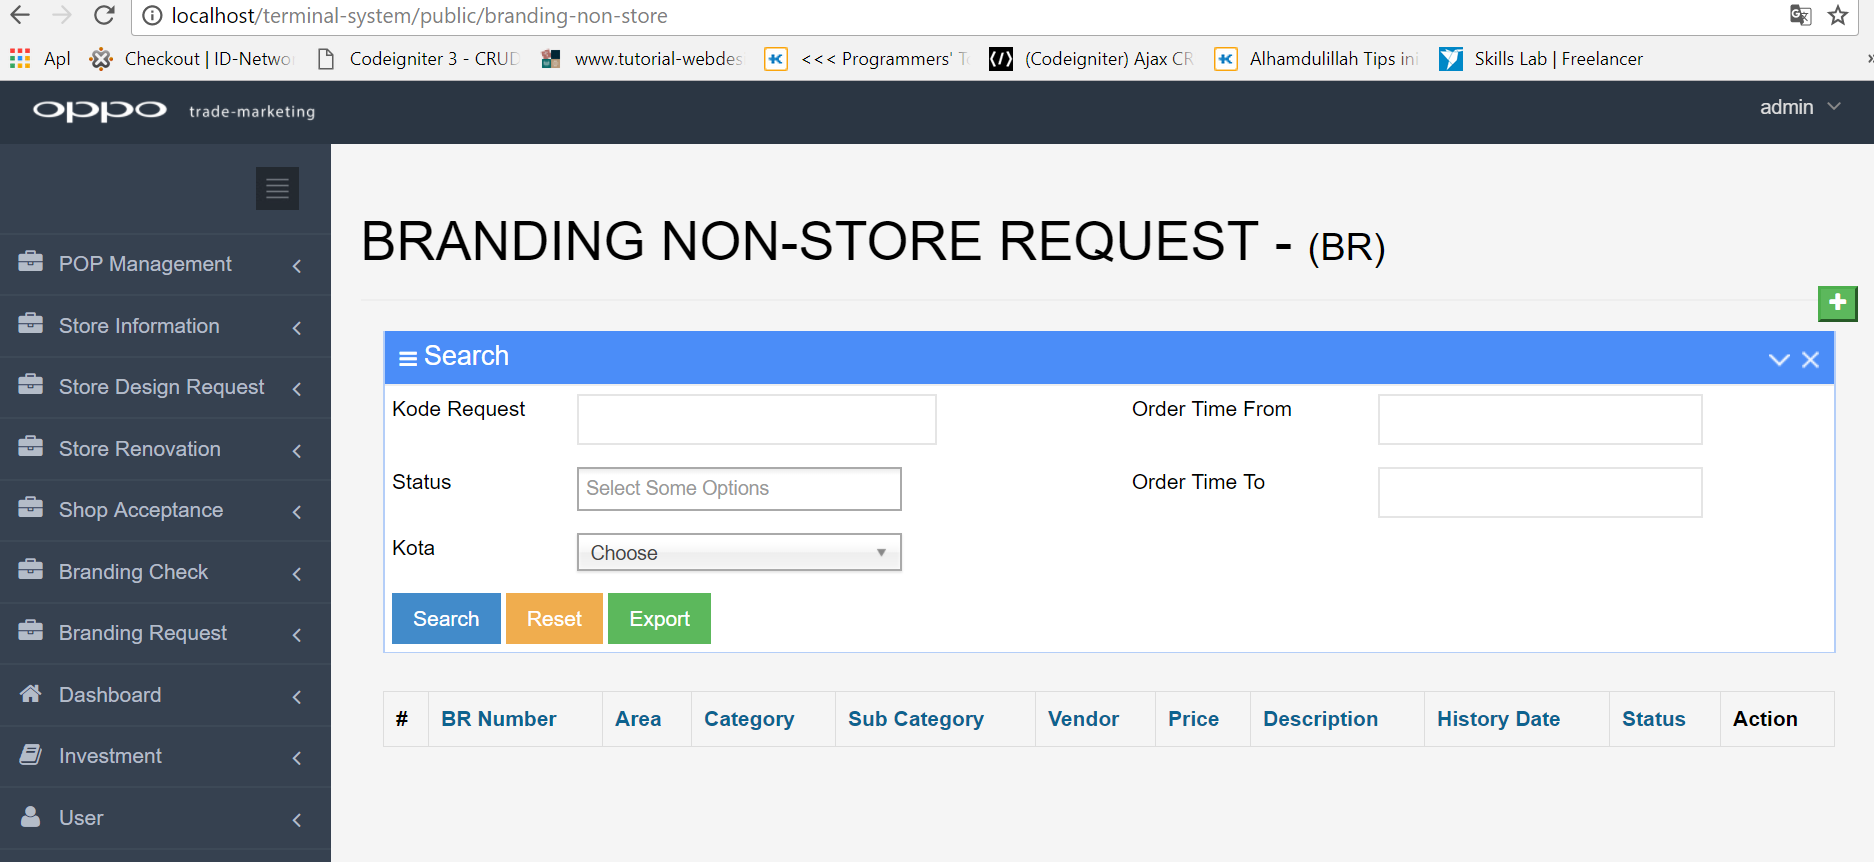 localhost/terminal-system/public/branding-non-store
Apl Checkout | ID-Netwo Codeigniter 3 - CRUD www.tutorial-webdes <<< Programmers' To (Codeigniter) Ajax CR Alhamdulillah Tips ini Skills Lab | Freelancer »
oppo trade-marketing admin
BRANDING NON-STORE REQUEST - (BR)
POP Management
Store Information
Store Design Request
Store Renovation
Shop Acceptance
Branding Check
Branding Request
Dashboard
Investment
User
Search
Kode Request Order Time From
Status Select Some Options Order Time To
Kota Choose
Search Reset Export
# BR Number Area Category Sub Category Vendor Price Description History Date Status Action